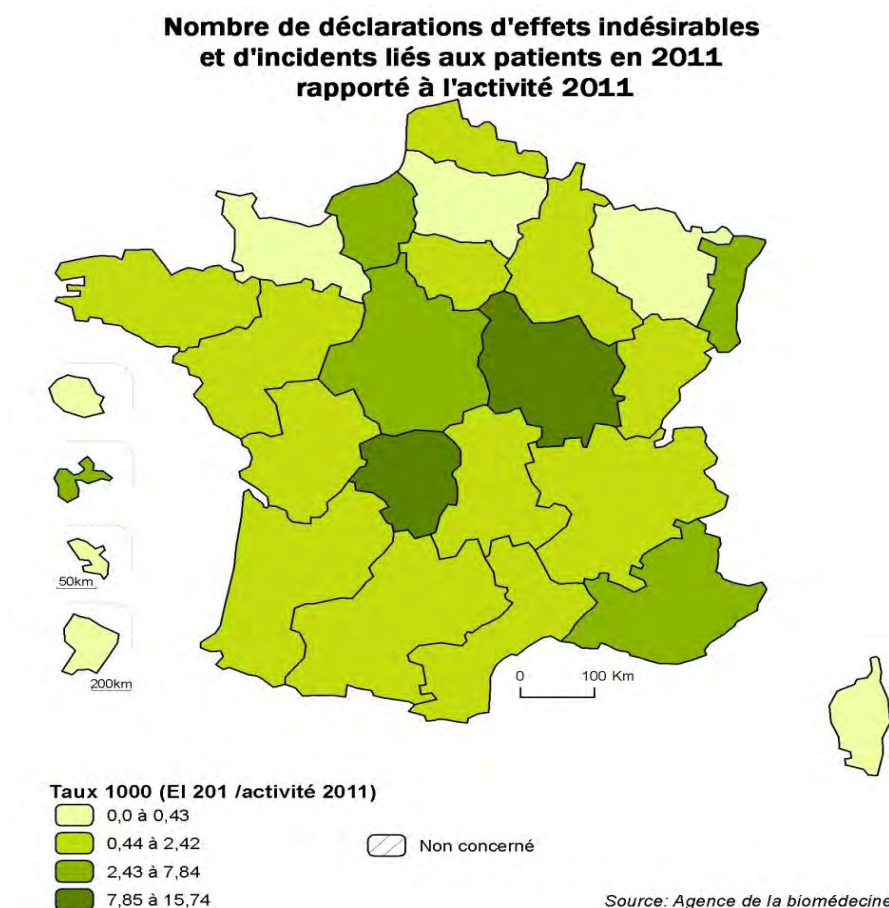 Nombre de déclarations d'effets indésirables
et d'incidents liés aux patients en 2011
rapporté à l'activité 2011
50km
200km
0 100 Km
Taux 1000 (EI 201 /activité 2011)
0,0 à 0,43
0,44 à 2,42
2,43 à 7,84
7,85 à 15,74
Non concerné
Source: Agence de la biomédecine